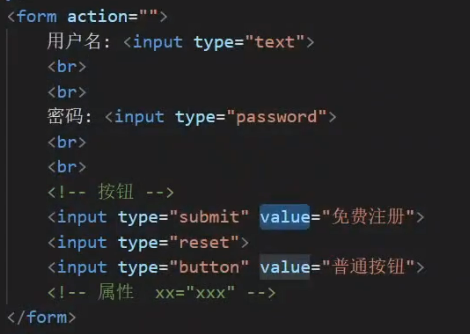 <form action="">
用户名: <input type="text">
<br>
<br>
密码: <input type="password">
<br>
<br>
<!-- 按钮 -->
<input type="submit" value="免费注册">
<input type="reset">
<input type="button" value="普通按钮">
<!-- 属性  xx="xxx" -->
</form>